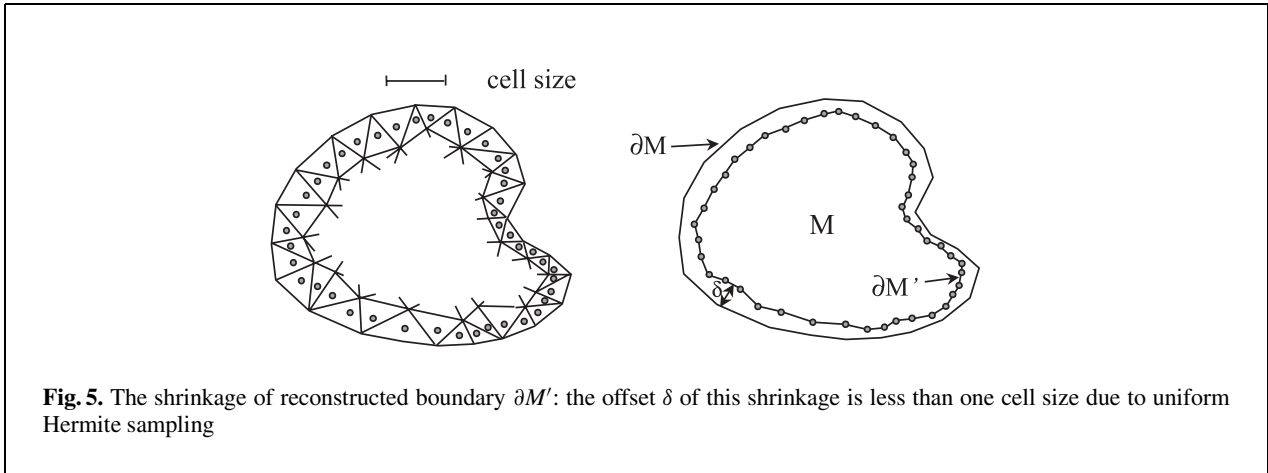 cell size
∂M
M
∂M’
δ
Fig. 5. The shrinkage of reconstructed boundary ∂M′: the offset δ of this shrinkage is less than one cell size due to uniform
Hermite sampling